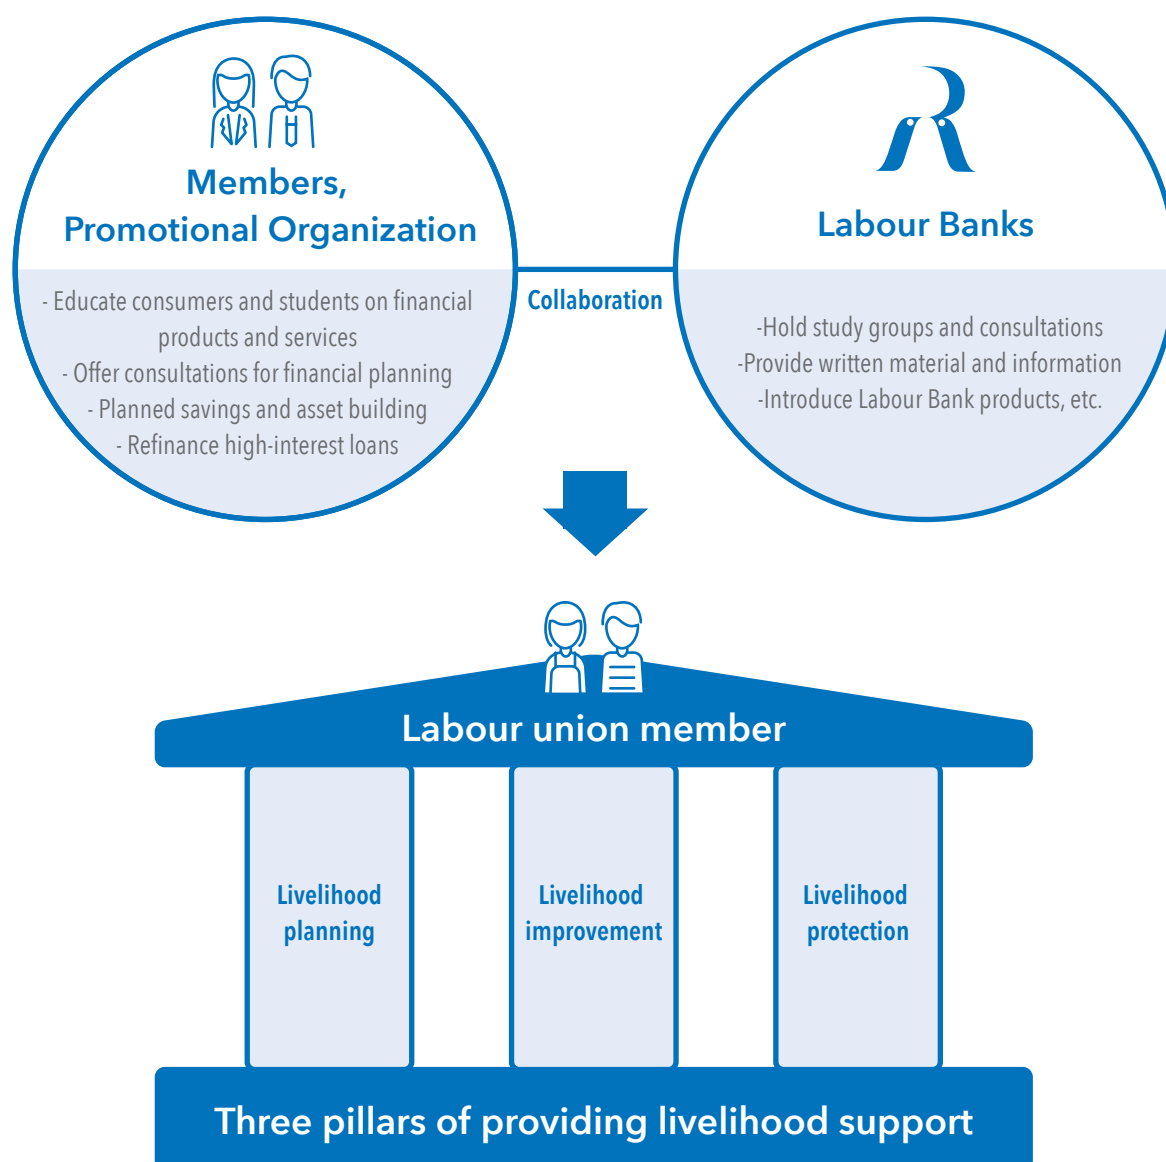 Members,
Promotional Organization
- Educate consumers and students on financial
products and services
- Offer consultations for financial planning
- Planned savings and asset building
- Refinance high-interest loans
Collaboration
Labour Banks
-Hold study groups and consultations
-Provide written material and information
-Introduce Labour Bank products, etc.
Labour union member
Livelihood
planning
Livelihood
improvement
Livelihood
protection
Three pillars of providing livelihood support